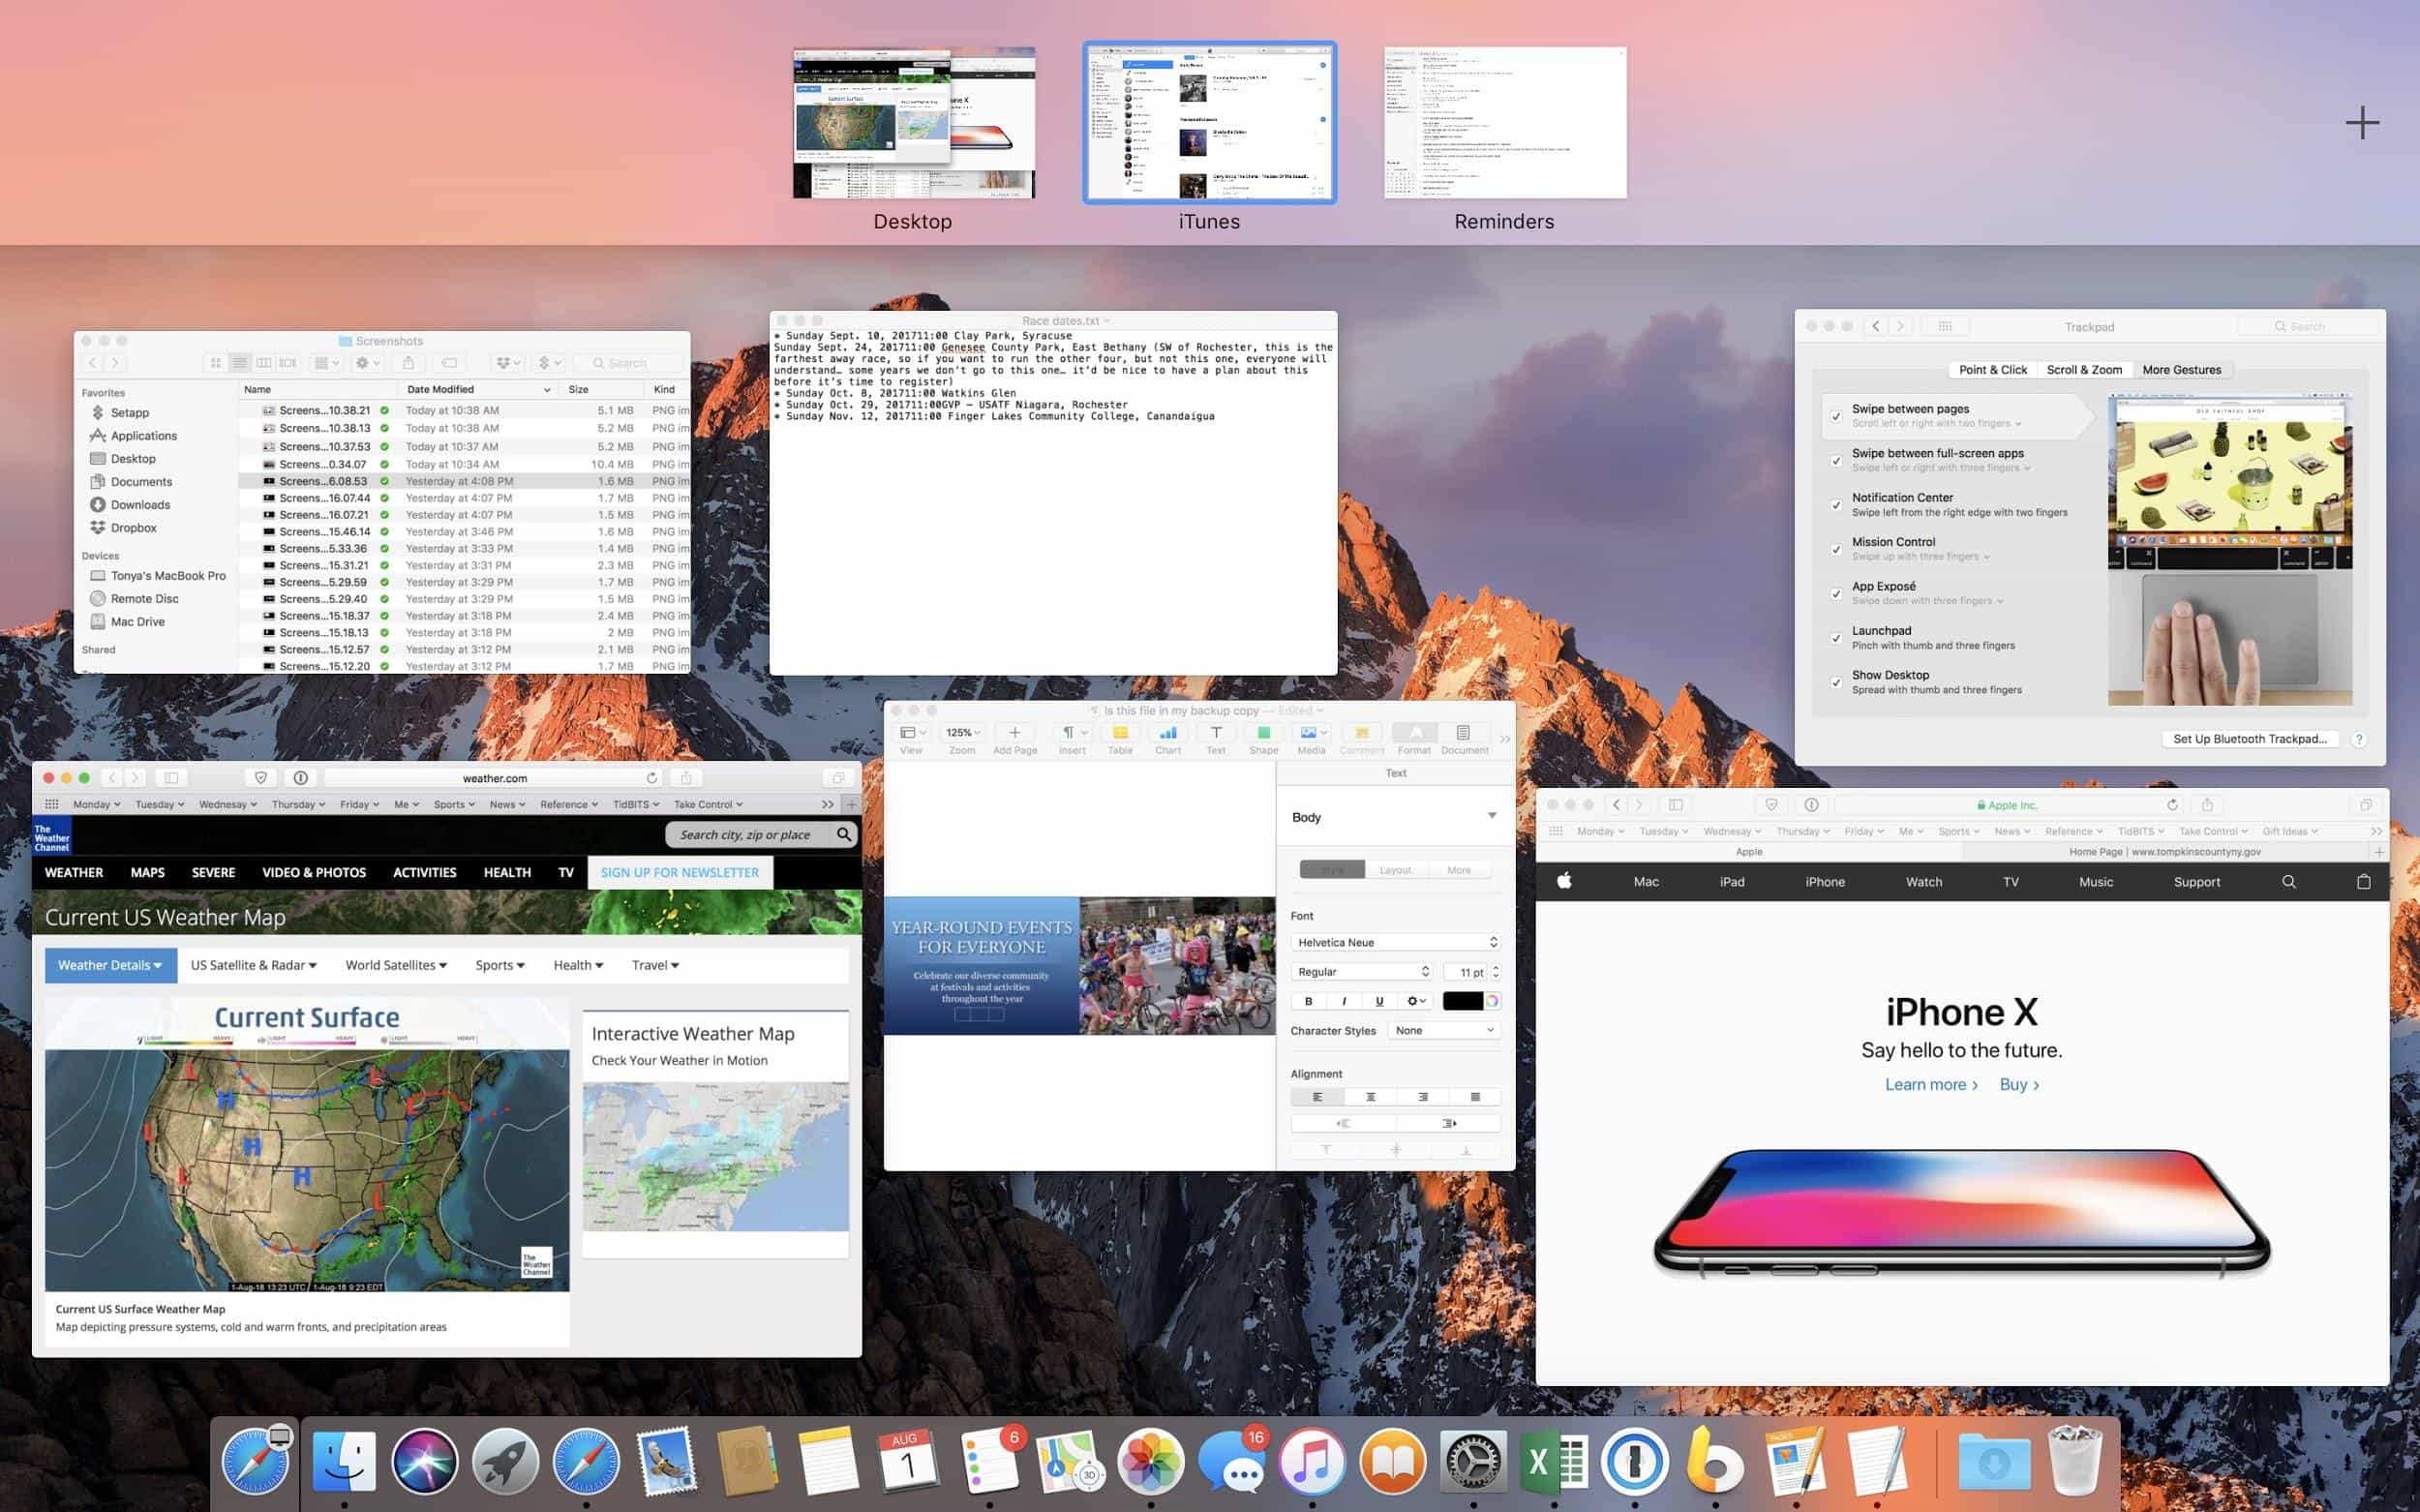 Desktop
iTunes
Reminders
Screenshots
Search
Favorites
Setapp
Applications
Desktop
Documents
Downloads
Dropbox
Devices
Tonya's MacBook Pro
Remote Disc
Mac Drive
Shared
Name Date Modified Size Kind
Screens...10.38.21 Today at 10:38 AM 5.1 MB PNG im
Screens...10.38.13 Today at 10:38 AM 5.2 MB PNG im
Screens...10.37.53 Today at 10:37 AM 5.2 MB PNG im
Screens...0.34.07 Today at 10:34 AM 10.4 MB PNG im
Screens...6.08.53 Yesterday at 4:08 PM 1.6 MB PNG im
Screens...16.07.44 Yesterday at 4:07 PM 1.7 MB PNG im
Screens...16.07.21 Yesterday at 4:07 PM 1.5 MB PNG im
Screens...15.46.14 Yesterday at 3:46 PM 1.6 MB PNG im
Screens...5.33.36 Yesterday at 3:33 PM 1.4 MB PNG im
Screens...15.31.21 Yesterday at 3:31 PM 2.3 MB PNG im
Screens...5.29.59 Yesterday at 3:29 PM 1.7 MB PNG im
Screens...5.29.40 Yesterday at 3:29 PM 1.5 MB PNG im
Screens...15.18.37 Yesterday at 3:18 PM 2.4 MB PNG im
Screens...15.18.13 Yesterday at 3:18 PM 2 MB PNG im
Screens...15.12.57 Yesterday at 3:12 PM 2.1 MB PNG im
Screens...15.12.20 Yesterday at 3:12 PM 1.7 MB PNG im
Race dates.txt
* Sunday Sept. 10, 201711:00 Clay Park, Syracuse
Sunday Sept. 24, 201711:00 Genesee County Park, East Bethany (SW of Rochester, this is the
farthest away race, so if you want to run the other four, but not this one, everyone will
understand… some years we don't go to this one… it'd be nice to have a plan about this
before it's time to register)
* Sunday Oct. 8, 201711:00 Watkins Glen
* Sunday Oct. 29, 201711:00GVP – USATF Niagara, Rochester
* Sunday Nov. 12, 201711:00 Finger Lakes Community College, Canandaigua
Trackpad
Search
Point & Click Scroll & Zoom More Gestures
Swipe between pages
Scroll left or right with two fingers
Swipe between full-screen apps
Swipe left or right with three fingers
Notification Center
Swipe left from the right edge with two fingers
Mission Control
Swipe up with three fingers
App Exposé
Swipe down with three fingers
Launchpad
Pinch with thumb and three fingers
Show Desktop
Spread with thumb and three fingers
OLD FAITHFUL SHOP
Set Up Bluetooth Trackpad... ?
weather.com
Monday Tuesday Wednesay Thursday Friday Me Sports News Reference TidBITS Take Control
The
Weather
Channel
Search city, zip or place
WEATHER MAPS SEVERE VIDEO & PHOTOS ACTIVITIES HEALTH TV SIGN UP FOR NEWSLETTER
Current US Weather Map
Weather Details US Satellite & Radar World Satellites Sports Health Travel
Current Surface
LIGHT HEAVY LIGHT HEAVY LIGHT HEAVY
L L H L H L H L
The
Weather
Channel
1-Aug-18 13:23 UTC / 1-Aug-18 9:23 EDT
Current US Surface Weather Map
Map depicting pressure systems, cold and warm fronts, and precipitation areas
Interactive Weather Map
Check Your Weather in Motion
Is this file in my backup copy — Edited
125%
View Zoom Add Page Insert Table Chart Text Shape Media Comment Format Document
Text
Body
Style Layout More
YEAR-ROUND EVENTS
FOR EVERYONE
Celebrate our diverse community
at festivals and activities
throughout the year
Font
Helvetica Neue
Regular 11 pt
B I U
Character Styles None
Alignment
Apple Inc.
Monday Tuesday Wednesay Thursday Friday Me Sports News Reference TidBITS Take Control Gift Ideas
Apple Home Page | www.tompkinscountyny.gov
Mac iPad iPhone Watch TV Music Support
iPhone X
Say hello to the future.
Learn more Buy
AUG
1
6
3D
16
X
PAGES